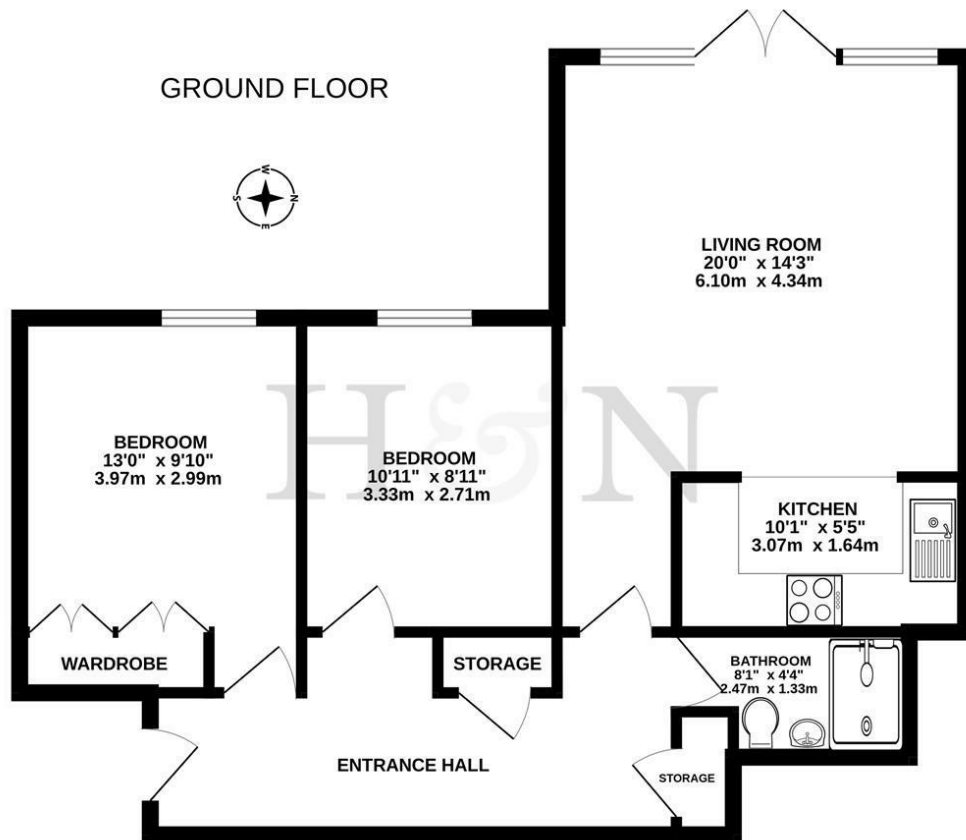 GROUND FLOOR
W
N
S
E
LIVING ROOM
20'0" x 14'3"
6.10m x 4.34m
H&N
BEDROOM
13'0" x 9'10"
3.97m x 2.99m
BEDROOM
10'11" x 8'11"
3.33m x 2.71m
KITCHEN
10'1" x 5'5"
3.07m x 1.64m
WARDROBE
STORAGE
BATHROOM
8'1" x 4'4"
2.47m x 1.33m
ENTRANCE HALL
STORAGE